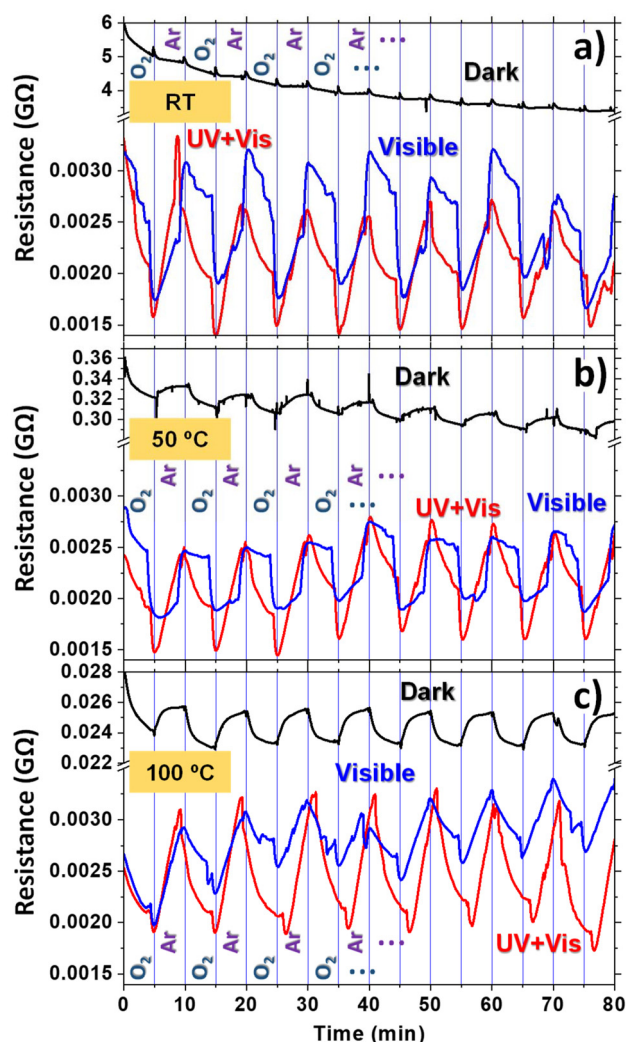 a)
O₂ Ar O₂ Ar O₂ Ar O₂ Ar ...
...
Dark
RT
UV+Vis
Visible
Resistance (GΩ)
6
5
4
0.0030
0.0025
0.0020
0.0015
b)
Dark
50 ºC
O₂ Ar O₂ Ar O₂ Ar O₂ Ar ...
...
UV+Vis
Visible
Resistance (GΩ)
0.36
0.34
0.32
0.30
0.0030
0.0025
0.0020
0.0015
c)
Dark
100 ºC
Visible
UV+Vis
O₂ Ar O₂ Ar O₂ Ar O₂ Ar ...
...
Resistance (GΩ)
0.028
0.026
0.024
0.022
0.0030
0.0025
0.0020
0.0015
0 10 20 30 40 50 60 70 80
Time (min)